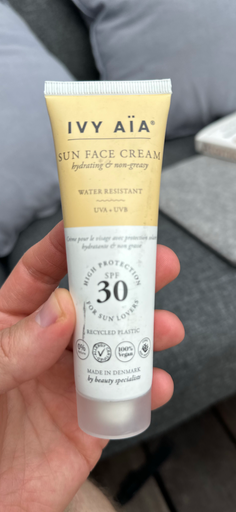 IVY AÏA®
SUN FACE CREAM
hydrating & non-greasy
WATER RESISTANT
UVA + UVB
Crème pour le visage avec protection solaire
hydratante & non grasse
HIGH PROTECTION
SPF
30
FOR SUN LOVERS
RECYCLED PLASTIC
0%
100%
Vegan
MADE IN DENMARK
by beauty specialists